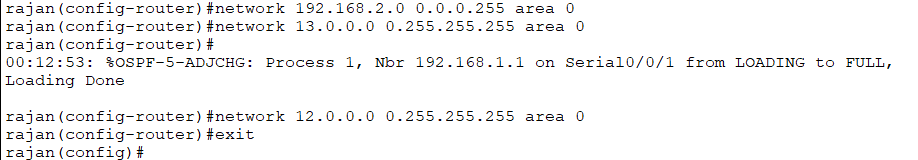 rajan(config-router)#network 192.168.2.0 0.0.0.255 area 0
rajan(config-router)#network 13.0.0.0 0.255.255.255 area 0
rajan(config-router)#
00:12:53: %OSPF-5-ADJCHG: Process 1, Nbr 192.168.1.1 on Serial0/0/1 from LOADING to FULL,
Loading Done
rajan(config-router)#network 12.0.0.0 0.255.255.255 area 0
rajan(config-router)#exit
rajan(config)#